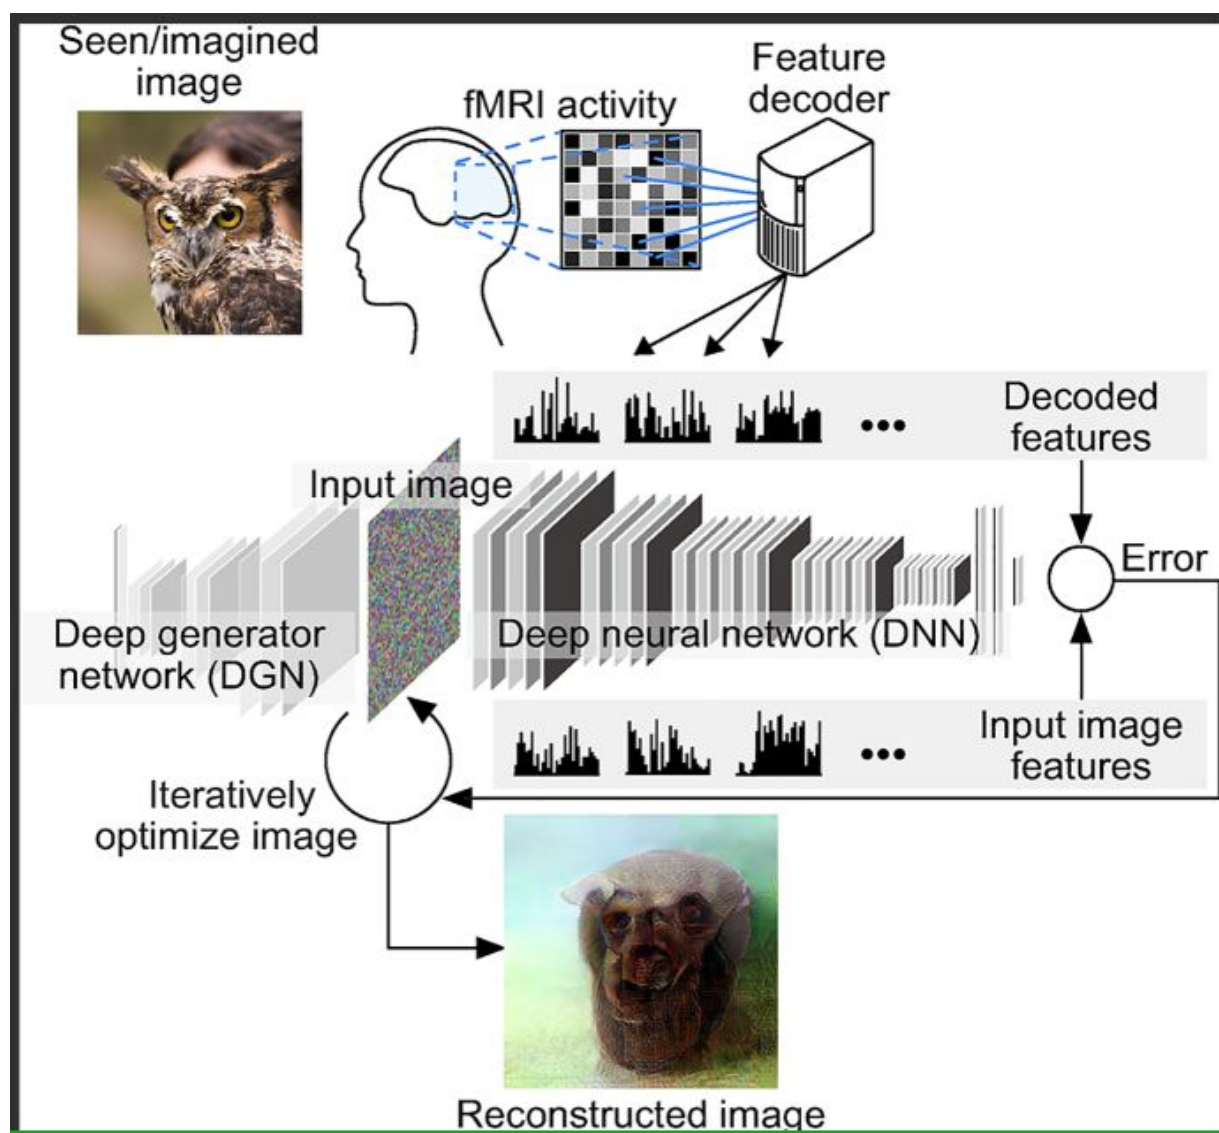 Seen/imagined
image
fMRI activity
Feature
decoder
Decoded
features
Input image
Error
Deep generator
network (DGN)
Deep neural network (DNN)
Input image
features
Iteratively
optimize image
Reconstructed image